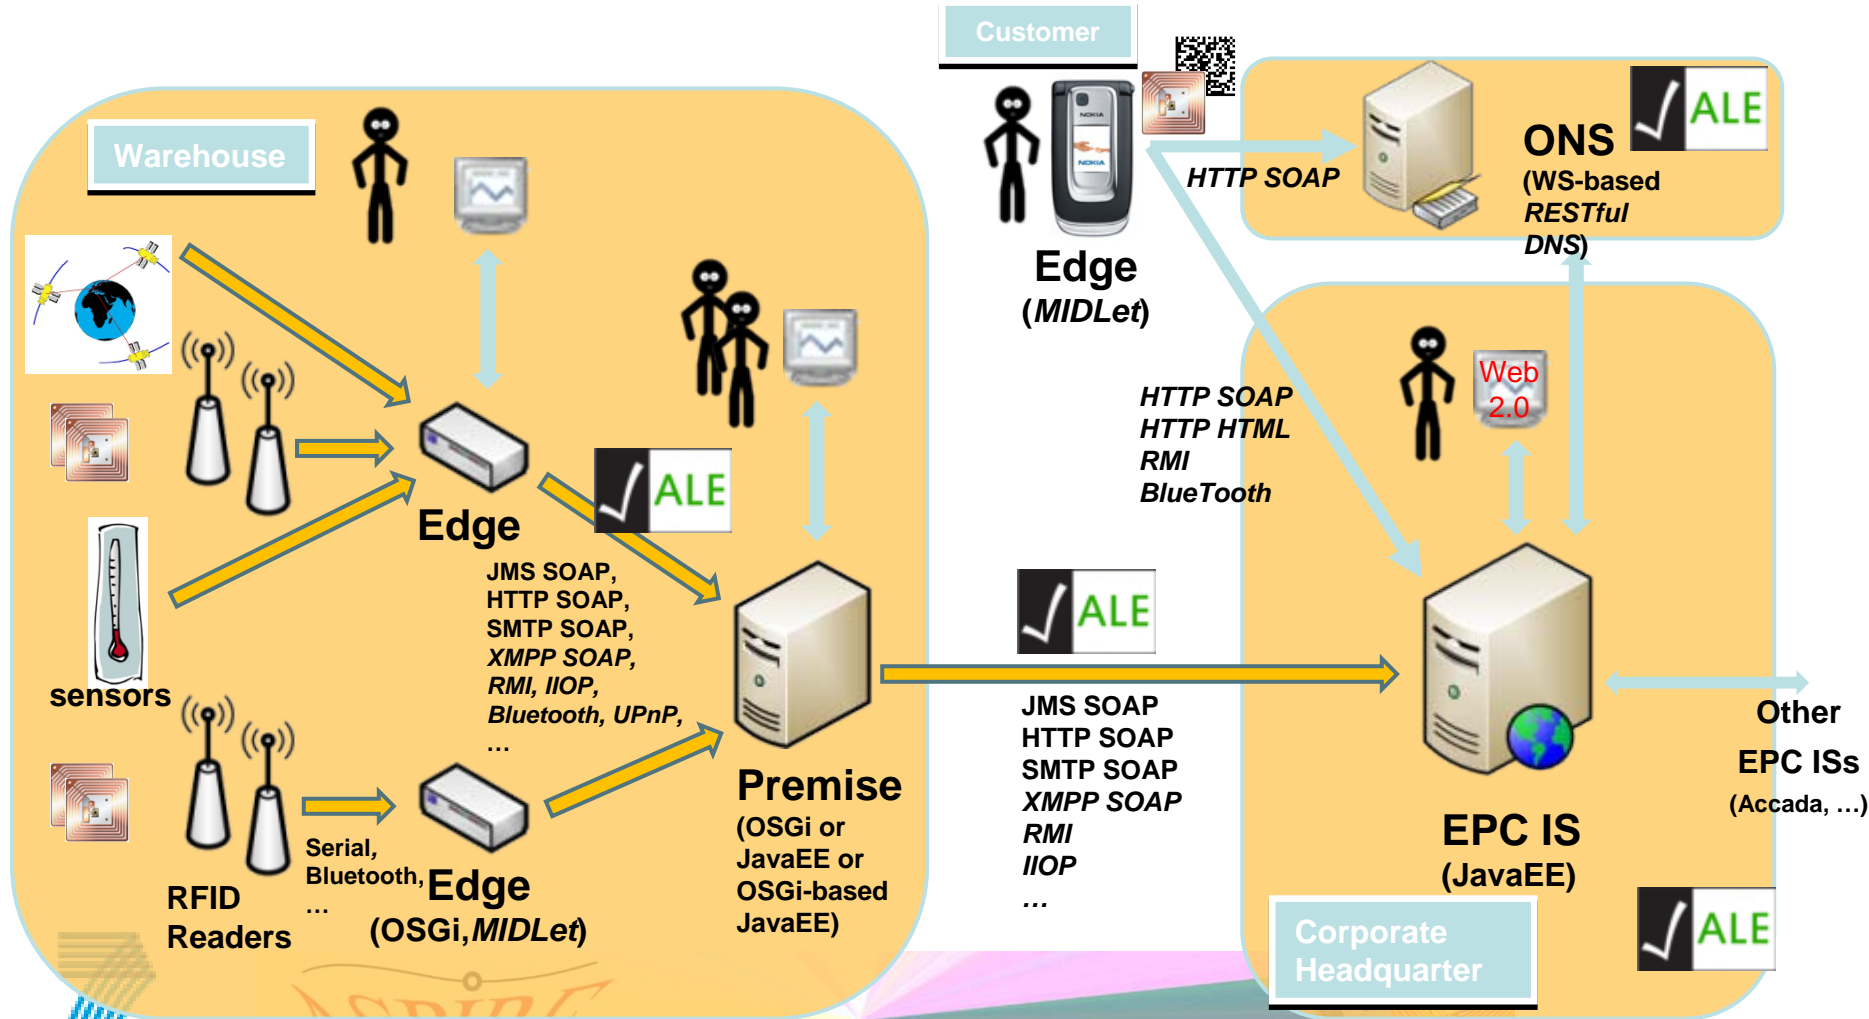 Customer
Warehouse
NOKIA
NOKIA
HTTP SOAP
ONS
(WS-based
RESTful
DNS)
ALE
Edge
(MIDLet)
HTTP SOAP
HTTP HTML
RMI
BlueTooth
Web
2.0
Edge
ALE
JMS SOAP,
HTTP SOAP,
SMTP SOAP,
XMPP SOAP,
RMI, IIOP,
Bluetooth, UPnP,
…
sensors
RFID
Readers
Serial,
Bluetooth,
…
Edge
(OSGi,MIDLet)
Premise
(OSGi or
JavaEE or
OSGi-based
JavaEE)
ALE
JMS SOAP
HTTP SOAP
SMTP SOAP
XMPP SOAP
RMI
IIOP
…
EPC IS
(JavaEE)
Other
EPC ISs
(Accada, …)
Corporate
Headquarter
ALE
ASPIRE